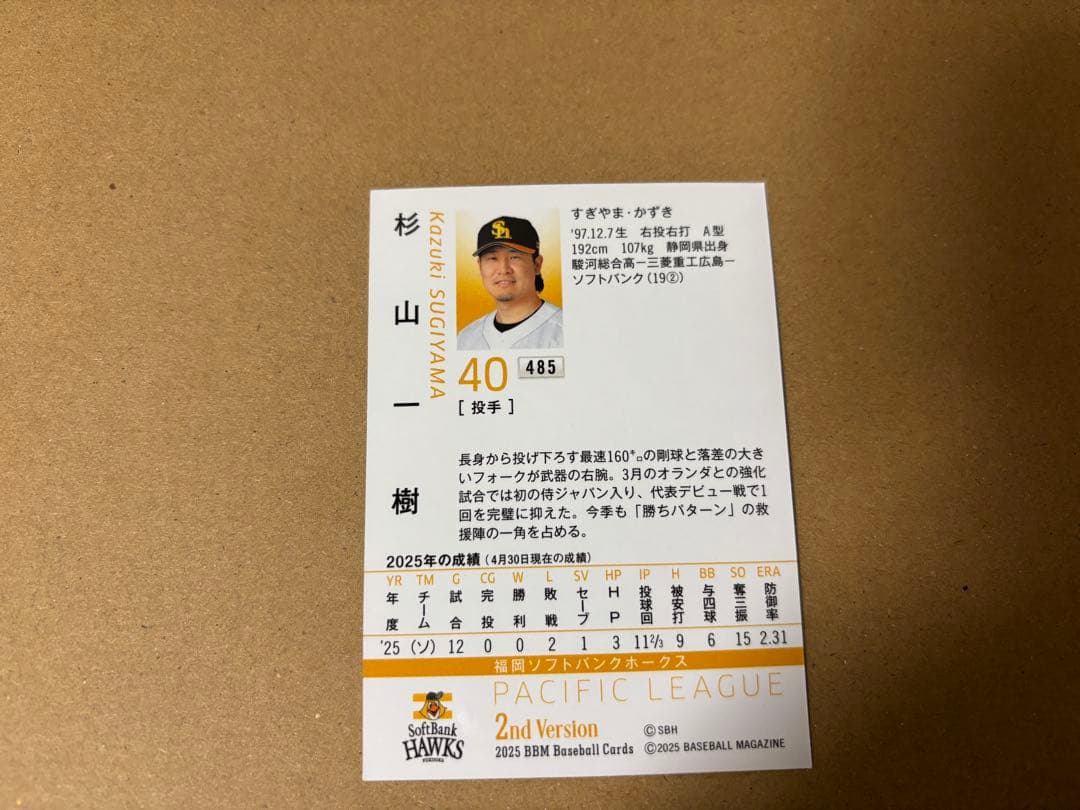 杉山一樹
Kazuki SUGIYAMA
すぎやま・かずき
'97.12.7生 右投右打 A型
192cm 107kg 静岡県出身
駿河総合高－三菱重工広島－
ソフトバンク（19②）
40
485
[ 投手 ]
長身から投げ下ろす最速160㌔の剛球と落差の大き
いフォークが武器の右腕。3月のオランダとの強化
試合では初の侍ジャパン入り、代表デビュー戦で1
回を完璧に抑えた。今季も「勝ちパターン」の救
援陣の一角を占める。
2025年の成績（4月30日現在の成績）
YR TM G CG W L SV HP IP H BB SO ERA
年度 チーム 試合 完投 勝利 敗戦 セーブ HP 投球回 被安打 与四球 奪三振 防御率
'25 （ソ） 12 0 0 2 1 3 11 2/3 9 6 15 2.31
福岡ソフトバンクホークス
PACIFIC LEAGUE
SoftBank
HAWKS
FUKUOKA
2nd Version
2025 BBM Baseball Cards
ⒸSBH
Ⓒ2025 BASEBALL MAGAZINE